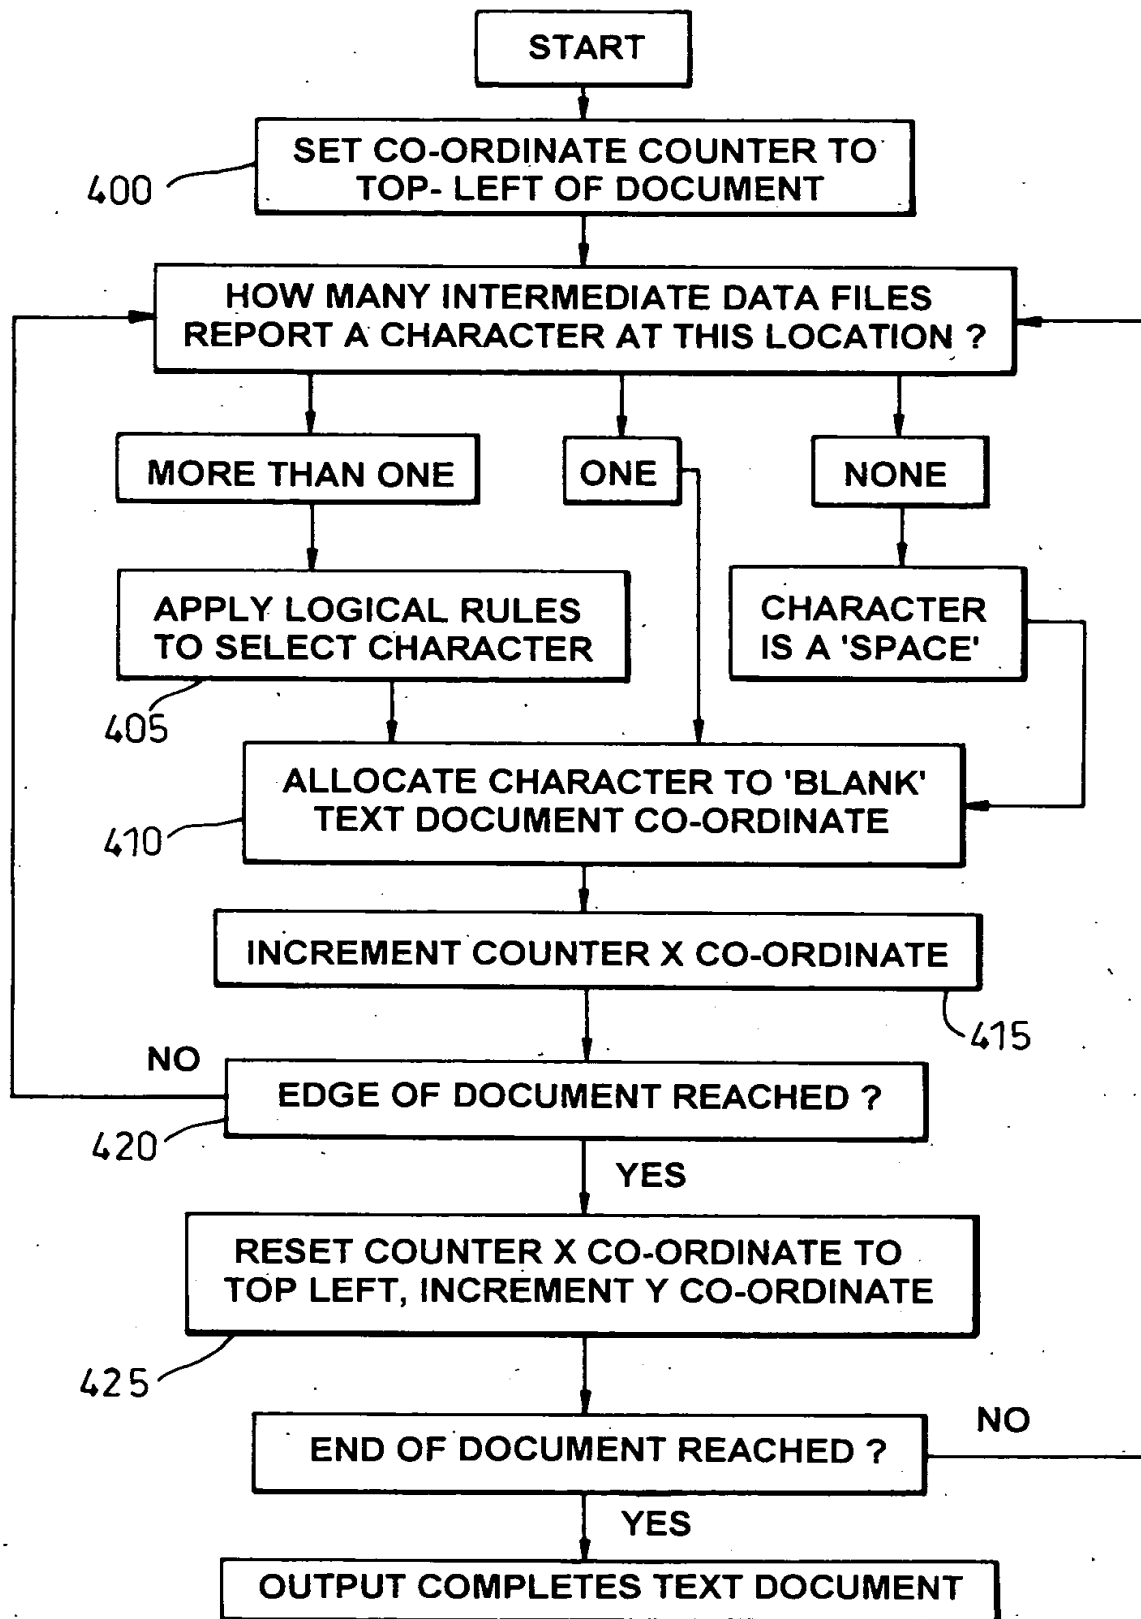 START
SET CO-ORDINATE COUNTER TO
TOP- LEFT OF DOCUMENT
400
HOW MANY INTERMEDIATE DATA FILES
REPORT A CHARACTER AT THIS LOCATION ?
MORE THAN ONE
ONE
NONE
APPLY LOGICAL RULES
TO SELECT CHARACTER
405
CHARACTER
IS A 'SPACE'
ALLOCATE CHARACTER TO 'BLANK'
TEXT DOCUMENT CO-ORDINATE
410
INCREMENT COUNTER X CO-ORDINATE
415
NO
EDGE OF DOCUMENT REACHED ?
420
YES
RESET COUNTER X CO-ORDINATE TO
TOP LEFT, INCREMENT Y CO-ORDINATE
425
END OF DOCUMENT REACHED ?
NO
YES
OUTPUT COMPLETES TEXT DOCUMENT